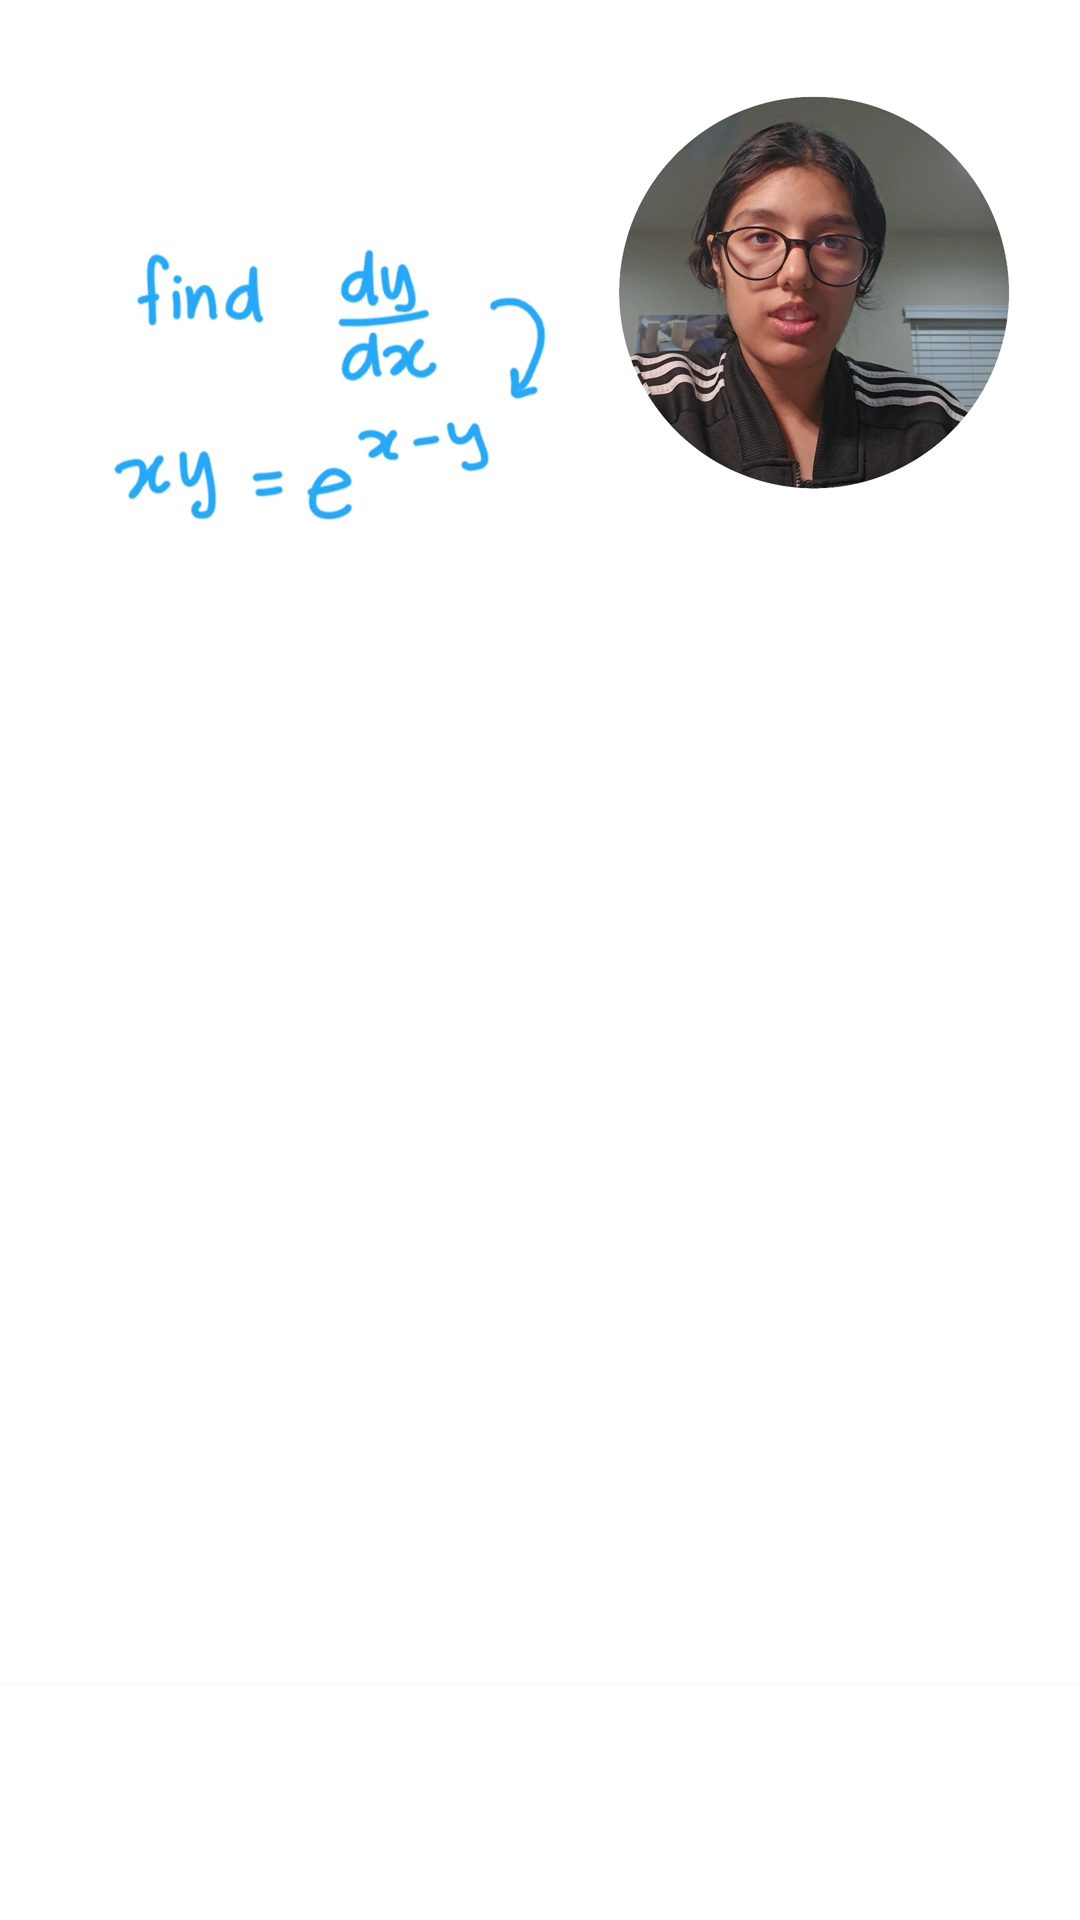 find dy/dx
xy = e^{x-y}